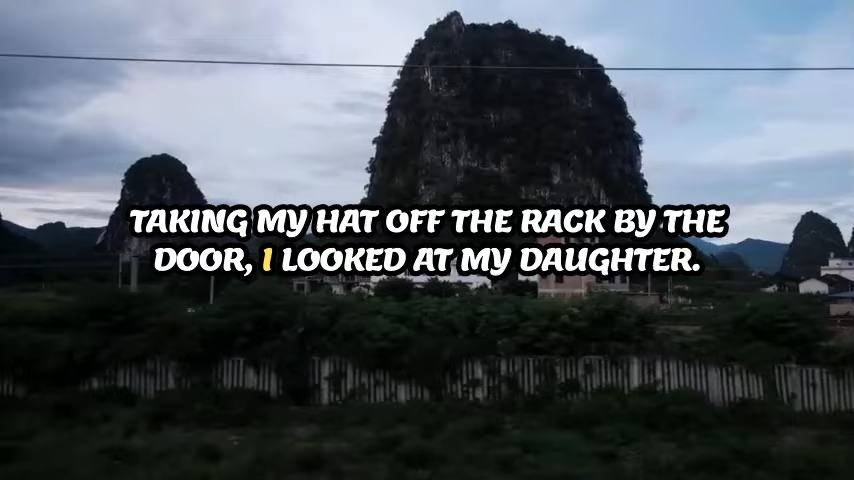 TAKING MY HAT OFF THE RACK BY THE
DOOR, I LOOKED AT MY DAUGHTER.